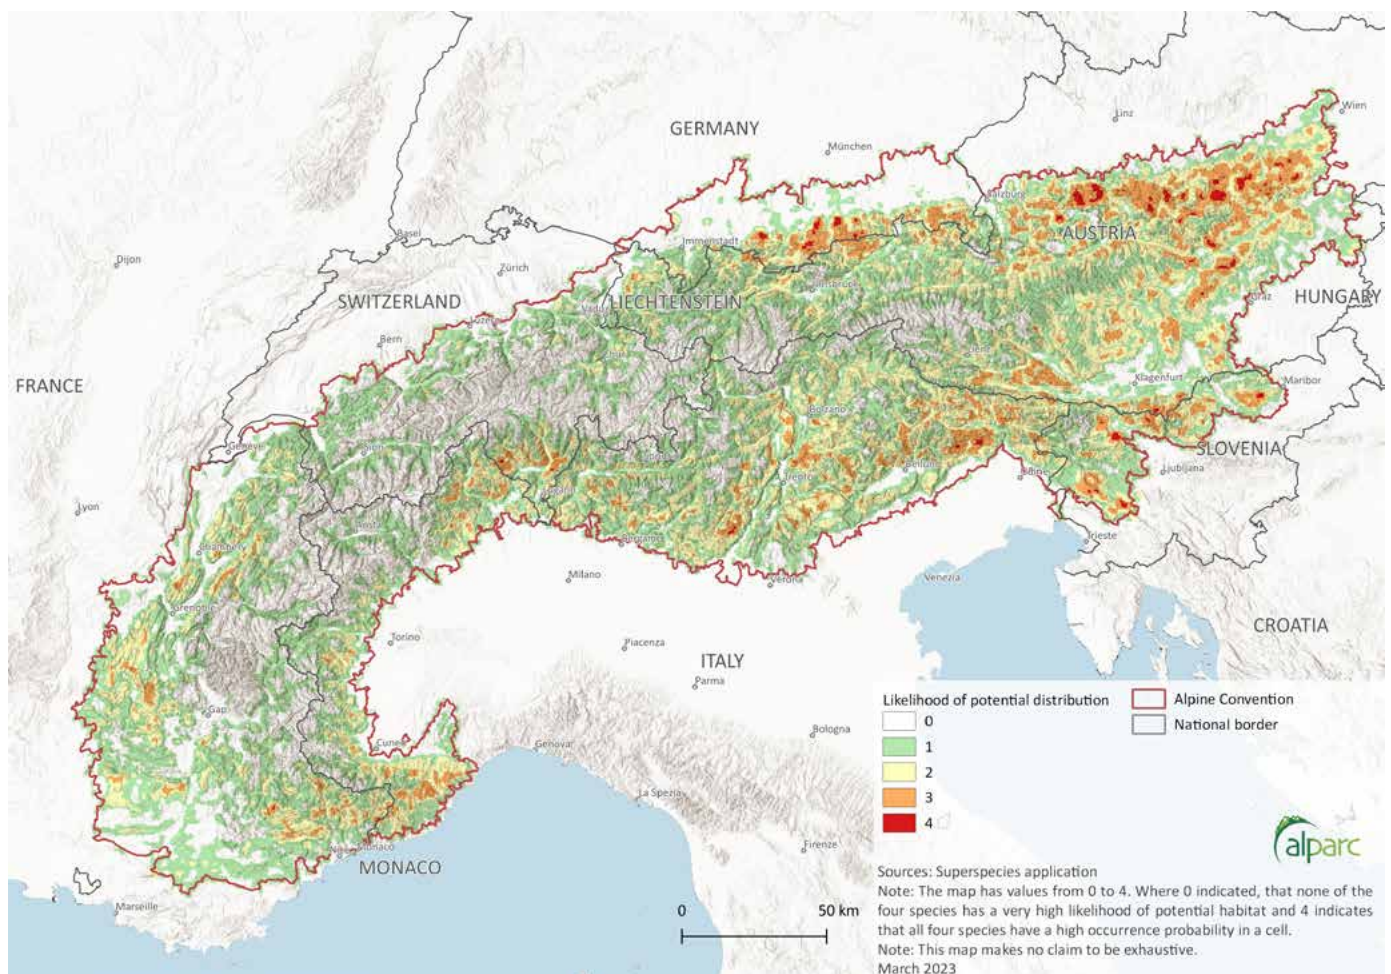 Wien
Linz
GERMANY
München
Salzburg
Basel
Immenstadt
AUSTRIA
Dijon
Zürich
Innsbruck
SWITZERLAND
LIECHTENSTEIN
Vaduz
Graz
HUNGARY
Luzern
Bern
Lienz
FRANCE
Klagenfurt
Maribor
Bolzano
Genève
Sion
SLOVENIA
Ljubljana
Belluno
Trento
Udine
Lyon
Aosta
Trieste
Chambéry
Bergamo
Milano
Verona
Venezia
Grenoble
CROATIA
Torino
Piacenza
ITALY
Parma
Gap
Bologna
Cuneo
Genova
La Spezia
Nice
Monaco
MONACO
Firenze
Marseille
0
50 km
Likelihood of potential distribution
0
1
2
3
4
Alpine Convention
National border
alparc
Sources: Superspecies application
Note: The map has values from 0 to 4. Where 0 indicated, that none of the
four species has a very high likelihood of potential habitat and 4 indicates
that all four species have a high occurrence probability in a cell.
Note: This map makes no claim to be exhaustive.
March 2023